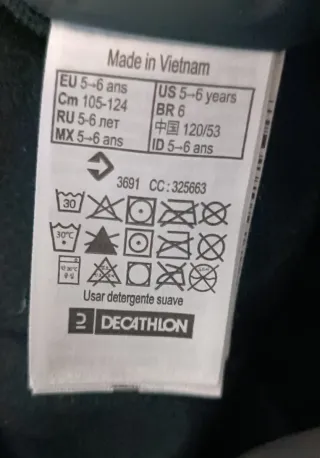 Made in Vietnam
EU 5→6 ans
Cm 105-124
RU 5-6 лет
MX 5→6 ans
US 5→6 years
BR 6
中国 120/53
ID 5→6 ans
3691 CC : 325663
30
30°C
Usar detergente suave
DECATHLON